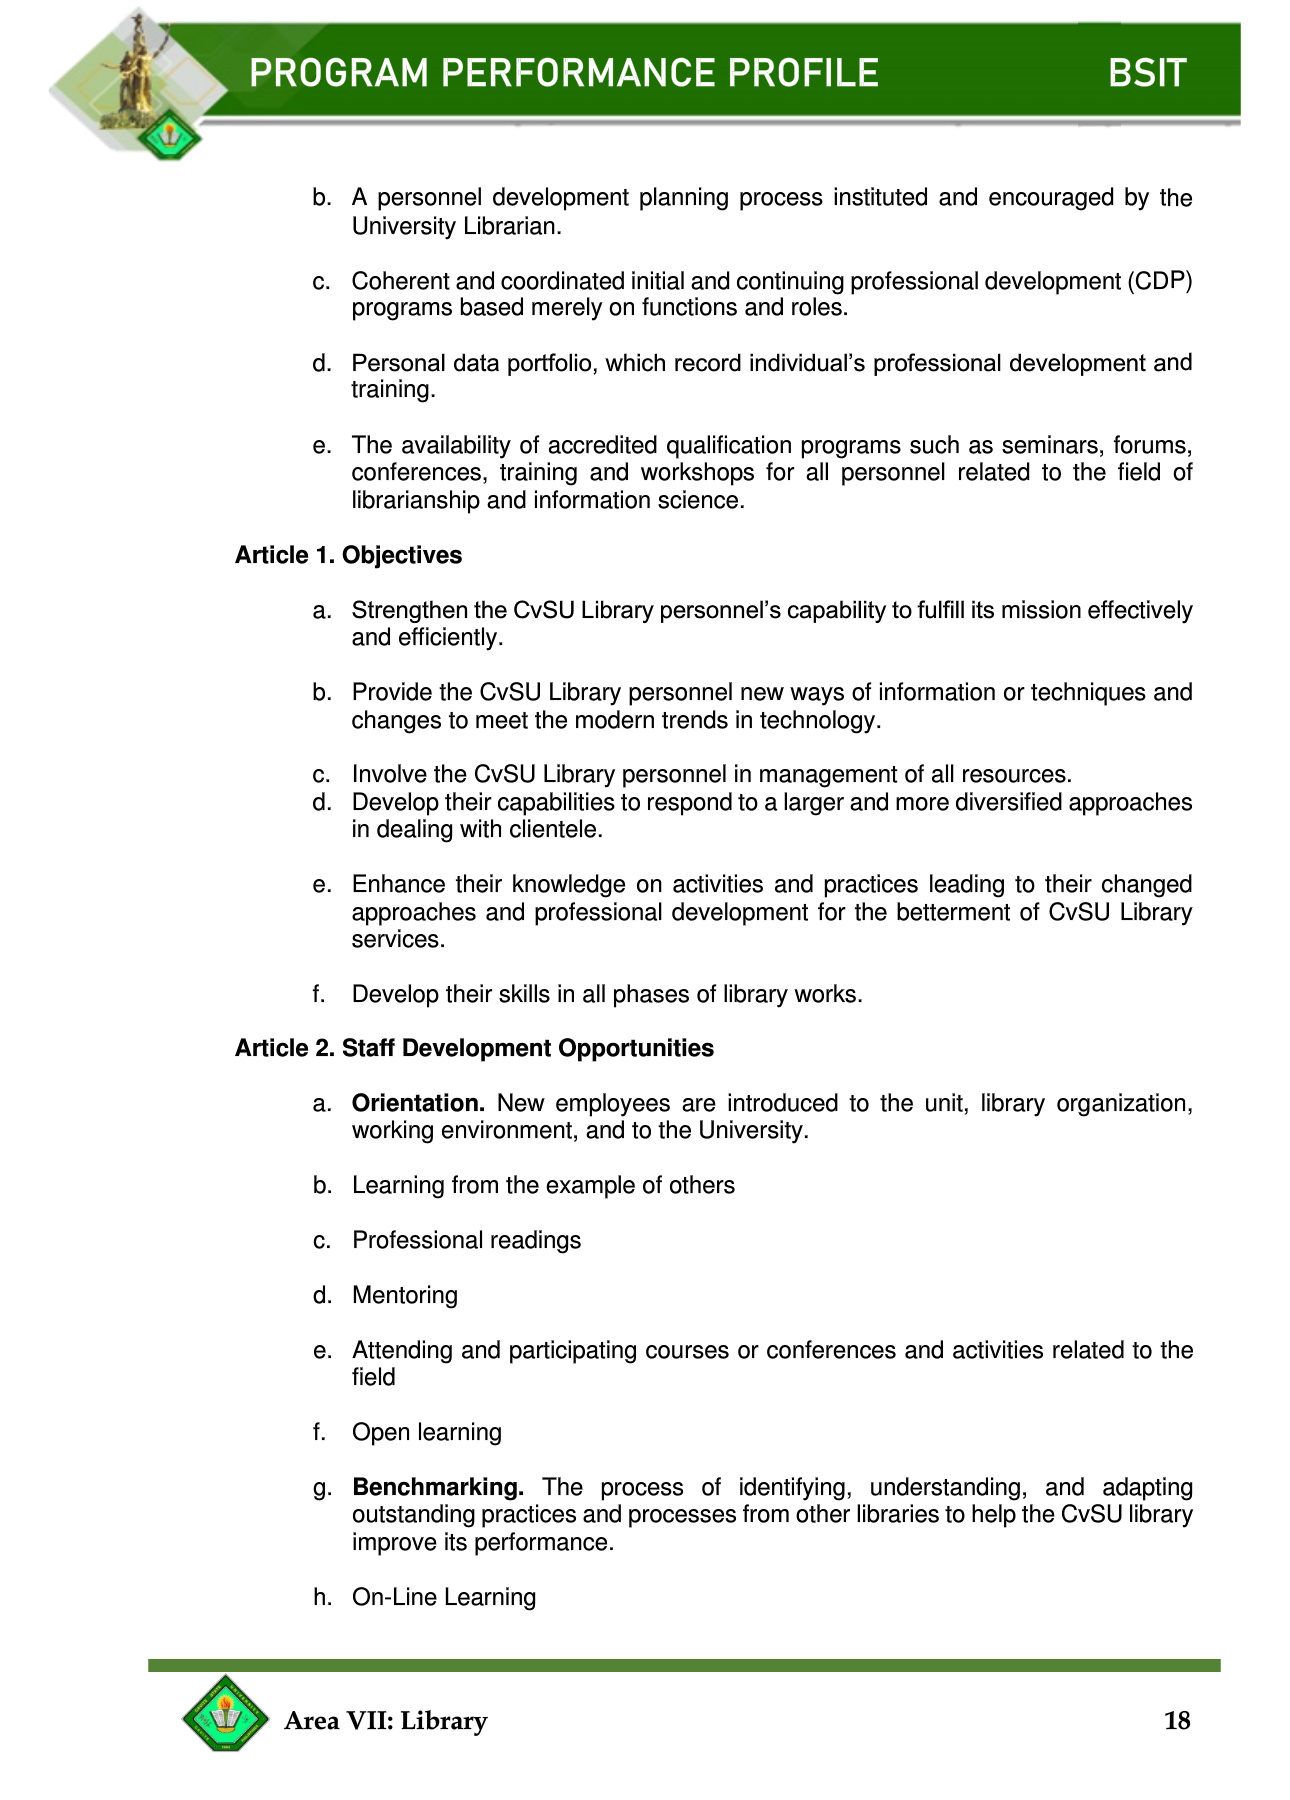 PROGRAM PERFORMANCE PROFILE BSIT
b. A personnel development planning process instituted and encouraged by the
University Librarian.
c. Coherent and coordinated initial and continuing professional development (CDP)
programs based merely on functions and roles.
d. Personal data portfolio, which record individual's professional development and
training.
e. The availability of accredited qualification programs such as seminars, forums,
conferences, training and workshops for all personnel related to the field of
librarianship and information science.
Article 1. Objectives
a. Strengthen the CvSU Library personnel's capability to fulfill its mission effectively
and efficiently.
b. Provide the CvSU Library personnel new ways of information or techniques and
changes to meet the modern trends in technology.
c. Involve the CvSU Library personnel in management of all resources.
d. Develop their capabilities to respond to a larger and more diversified approaches
in dealing with clientele.
e. Enhance their knowledge on activities and practices leading to their changed
approaches and professional development for the betterment of CvSU Library
services.
f. Develop their skills in all phases of library works.
Article 2. Staff Development Opportunities
a. Orientation. New employees are introduced to the unit, library organization,
working environment, and to the University.
b. Learning from the example of others
c. Professional readings
d. Mentoring
e. Attending and participating courses or conferences and activities related to the
field
f. Open learning
g. Benchmarking. The process of identifying, understanding, and adapting
outstanding practices and processes from other libraries to help the CvSU library
improve its performance.
h. On-Line Learning
Area VII: Library 18